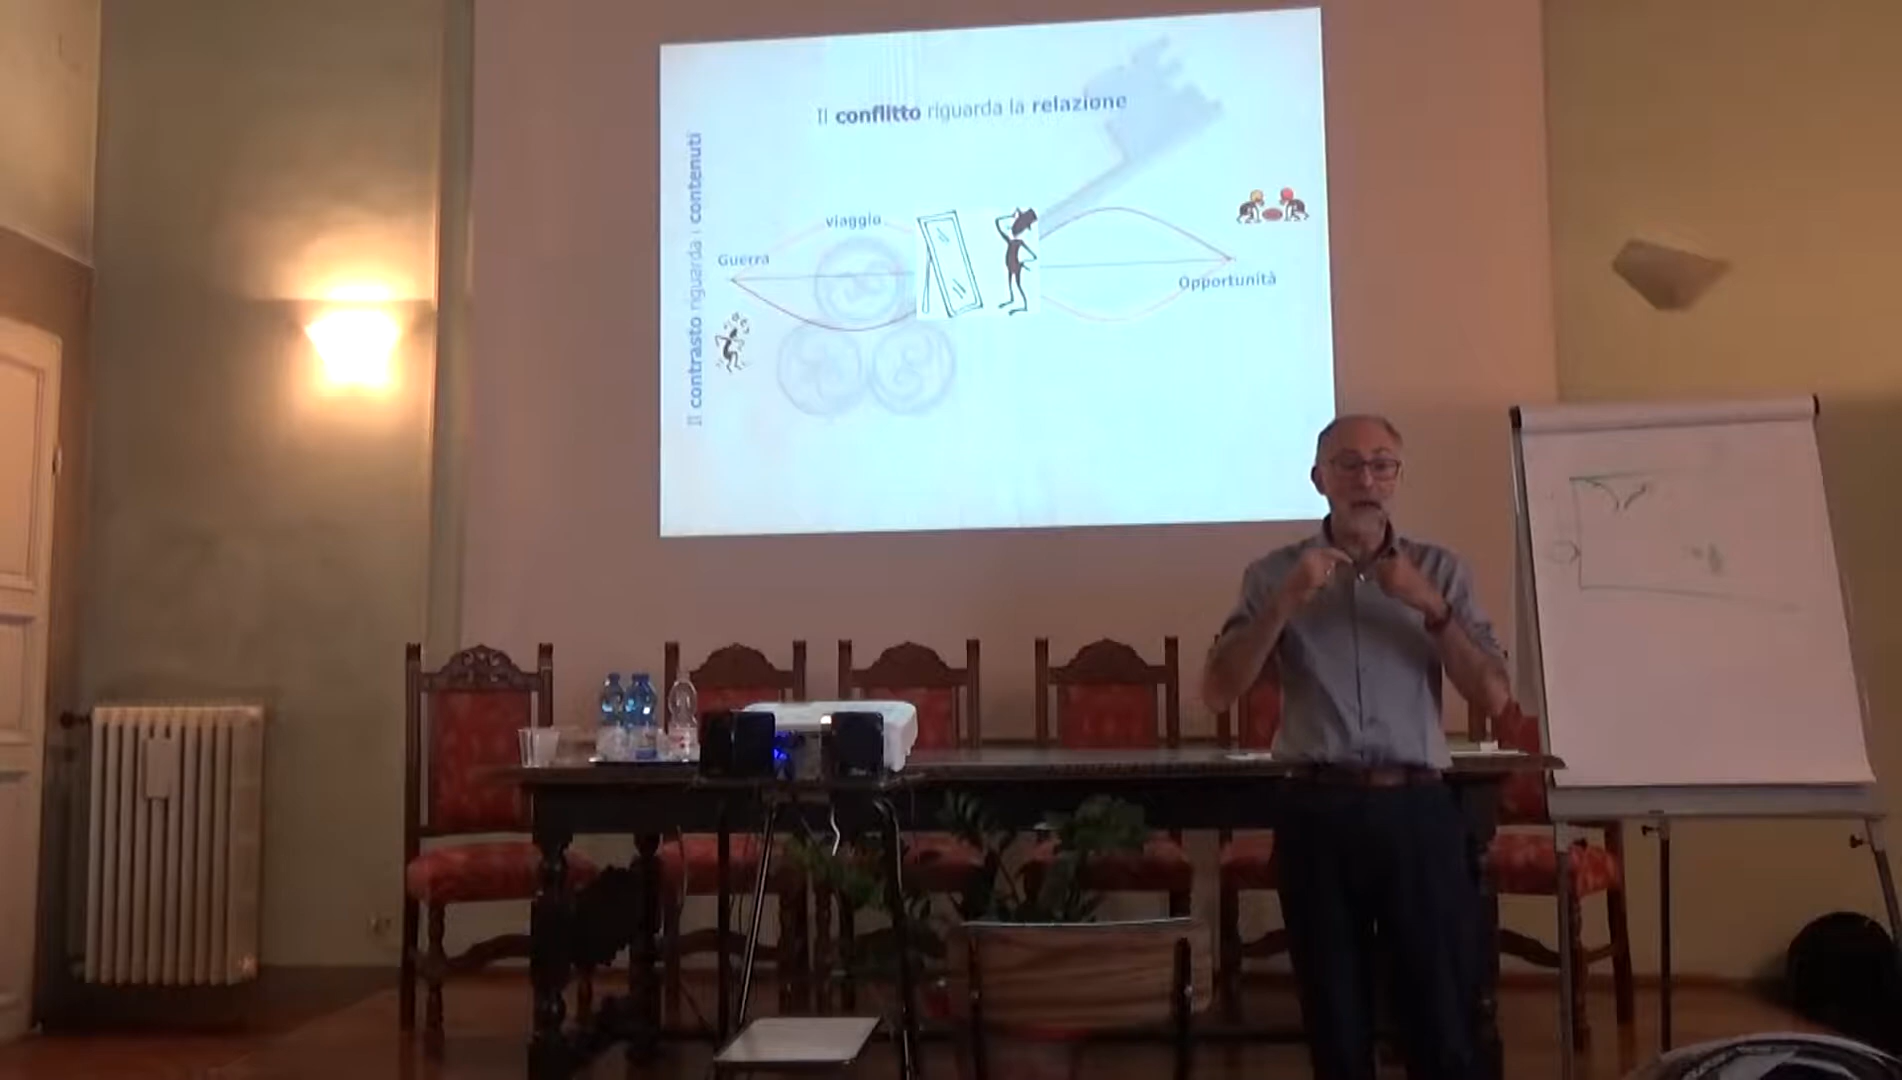 Il conflitto riguarda la relazione
Il contrasto riguarda i contenuti
viaggio
Guerra
Opportunità